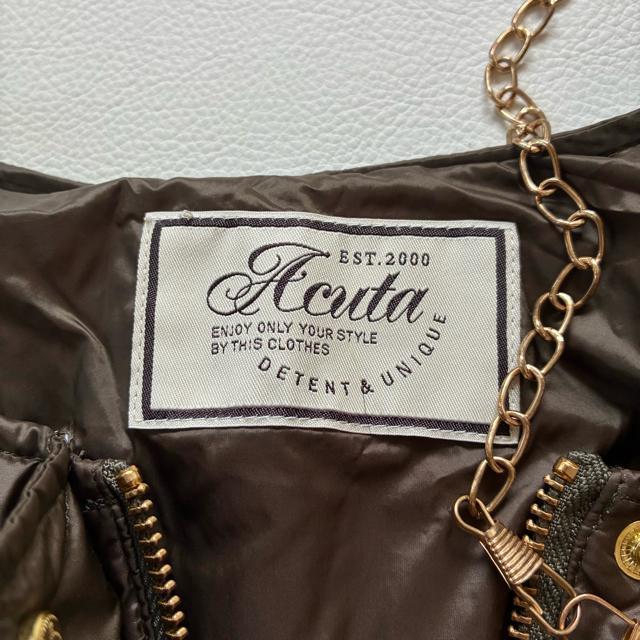 EST.2000
Acuta
ENJOY ONLY YOUR STYLE
BY THIS CLOTHES
DETENT & UNIQUE